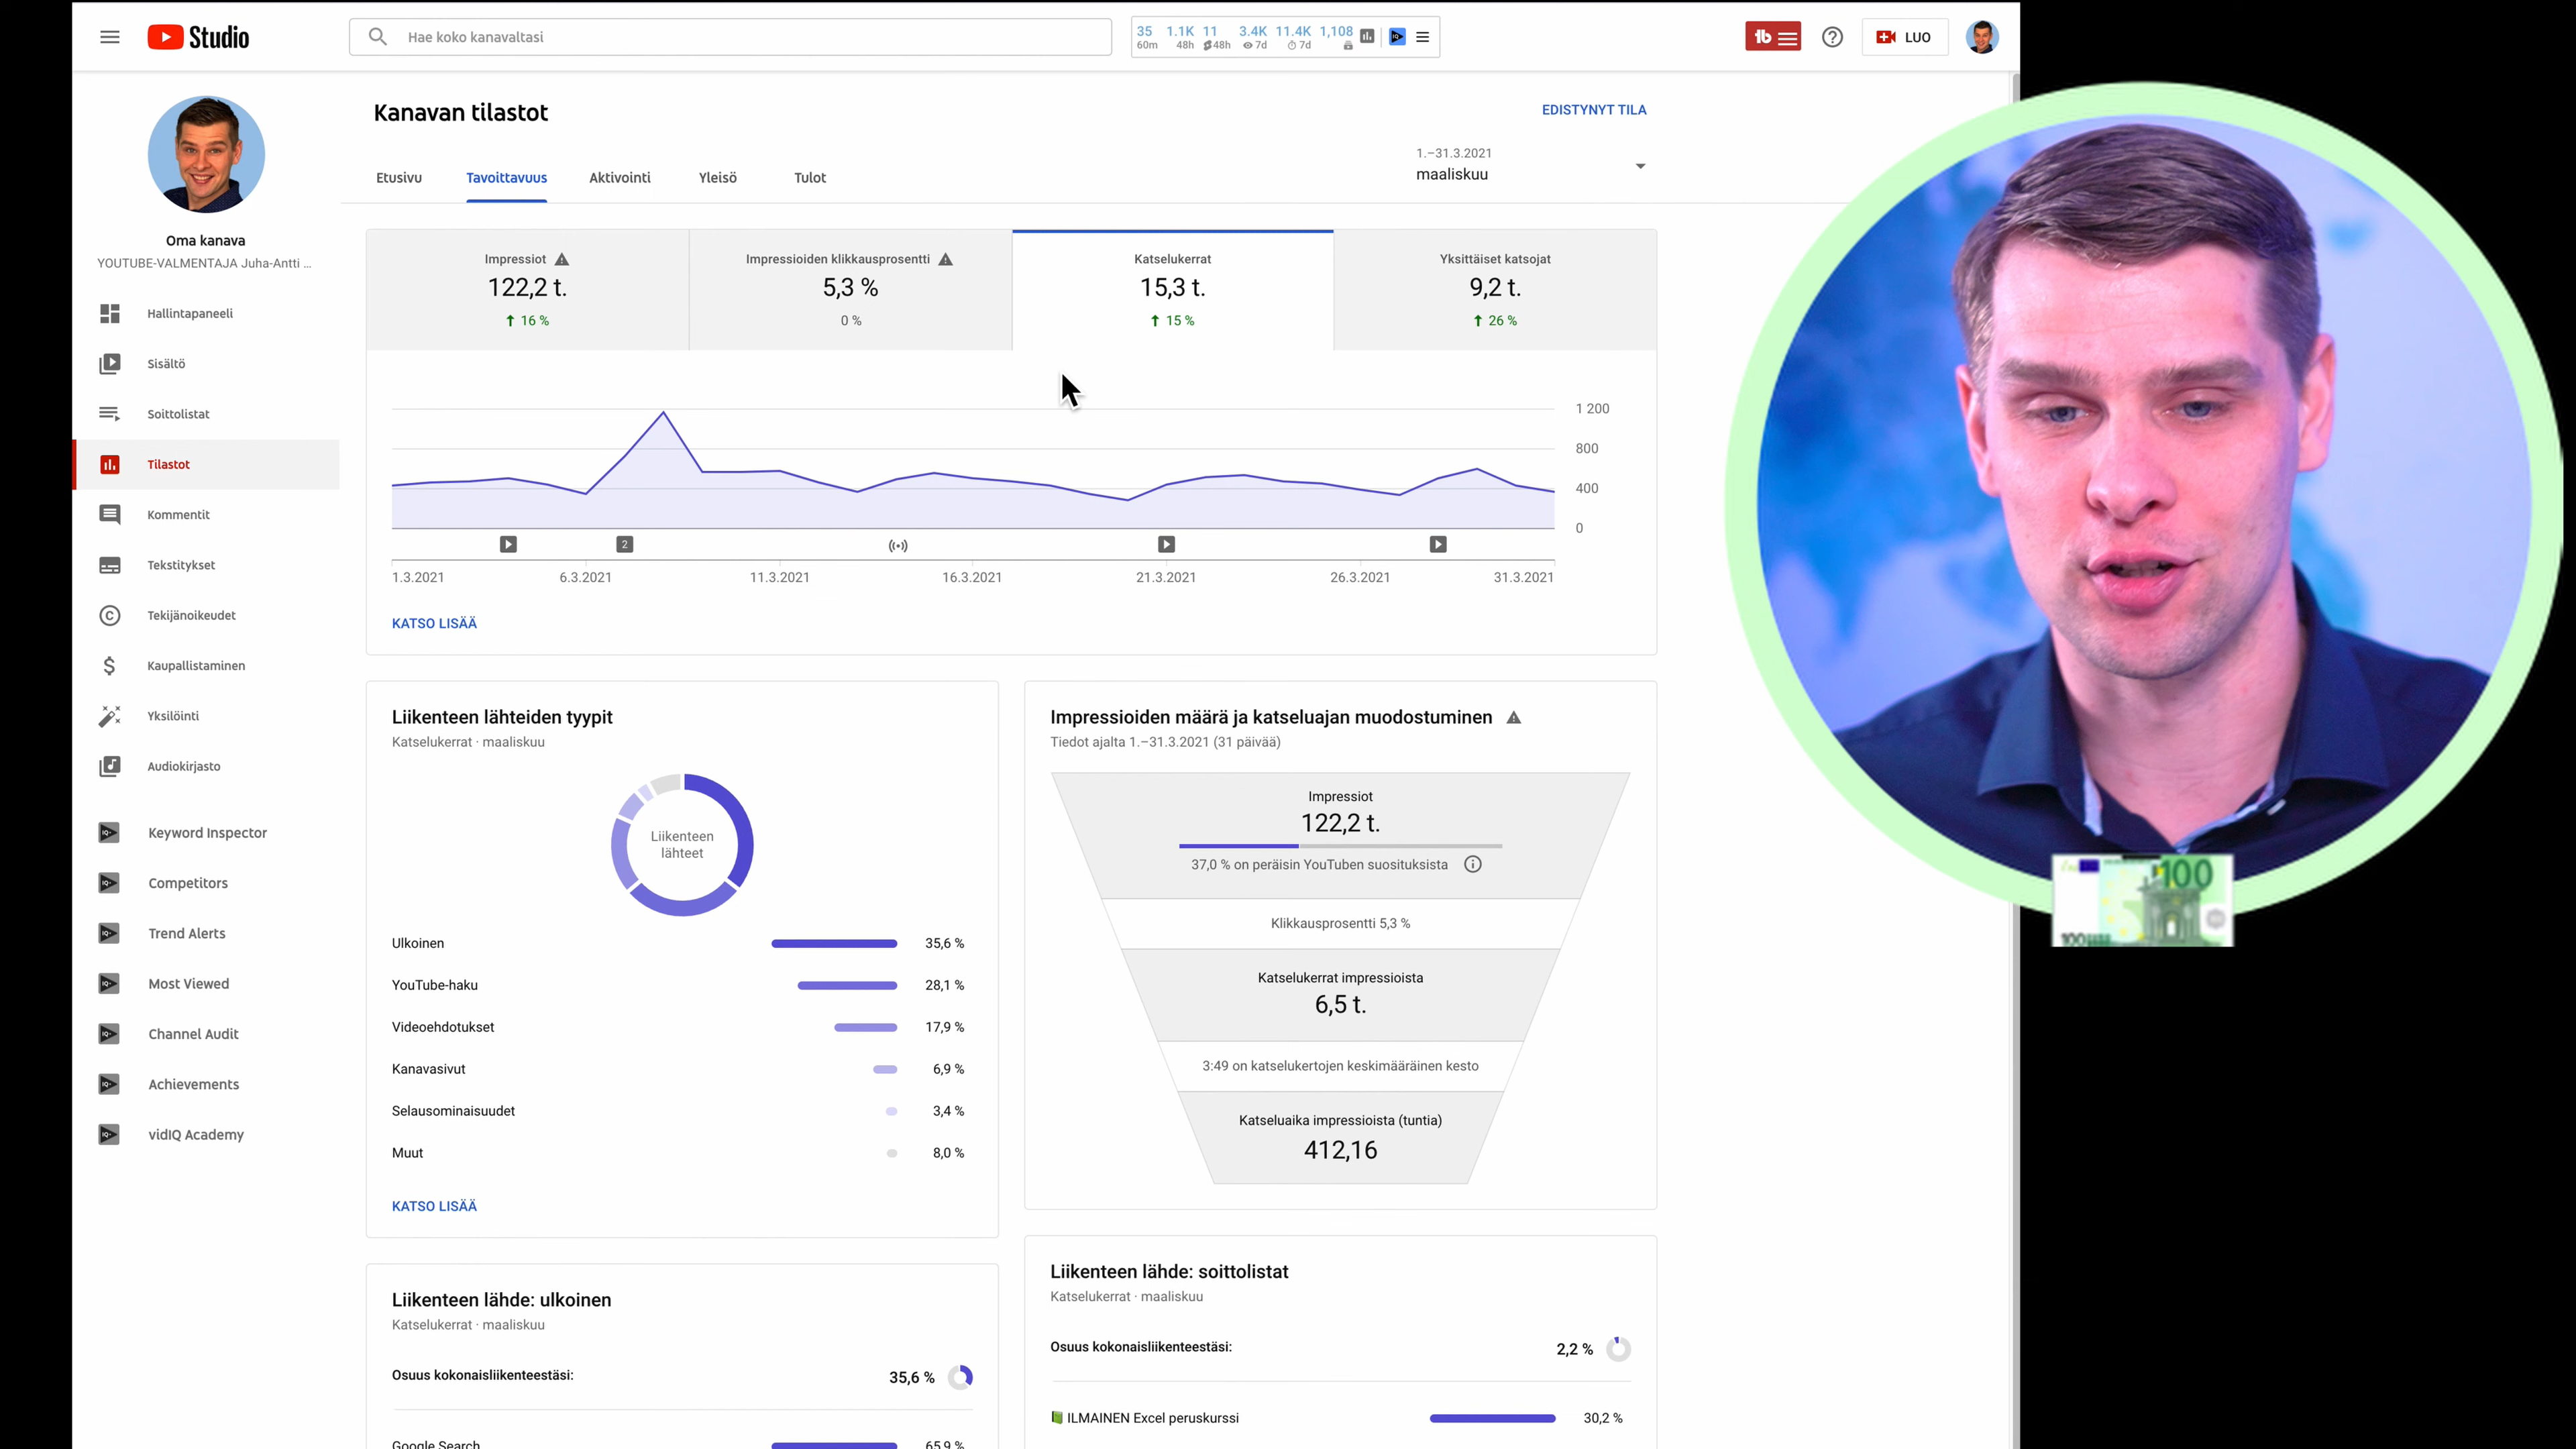 Studio
Hae koko kanavaltasi
35 1.1K 11 3.4K 11.4K 1,108
60m 48h 48h 7d 7d
LUO
Kanavan tilastot
EDISTYNYT TILA
1.–31.3.2021
maaliskuu
Etusivu Tavoittavuus Aktivointi Yleisö Tulot
Oma kanava
YOUTUBE-VALMENTAJA Juha-Antti ...
Hallintapaneeli
Sisältö
Soittolistat
Tilastot
Kommentit
Tekstitykset
Tekijänoikeudet
Kaupallistaminen
Yksilöinti
Audiokirjasto
Keyword Inspector
Competitors
Trend Alerts
Most Viewed
Channel Audit
Achievements
vidIQ Academy
Impressiot
122,2 t.
16 %
Impressioiden klikkausprosentti
5,3 %
0 %
Katselukerrat
15,3 t.
15 %
Yksittäiset katsojat
9,2 t.
26 %
1 200
800
400
0
2
1.3.2021 6.3.2021 11.3.2021 16.3.2021 21.3.2021 26.3.2021 31.3.2021
KATSO LISÄÄ
Liikenteen lähteiden tyypit
Katselukerrat · maaliskuu
Liikenteen
lähteet
Ulkoinen 35,6 %
YouTube-haku 28,1 %
Videoehdotukset 17,9 %
Kanavasivut 6,9 %
Selausominaisuudet 3,4 %
Muut 8,0 %
KATSO LISÄÄ
Impressioiden määrä ja katseluajan muodostuminen
Tiedot ajalta 1.–31.3.2021 (31 päivää)
Impressiot
122,2 t.
37,0 % on peräisin YouTuben suosituksista
Klikkausprosentti 5,3 %
Katselukerrat impressioista
6,5 t.
3:49 on katselukertojen keskimääräinen kesto
Katseluaika impressioista (tuntia)
412,16
Liikenteen lähde: ulkoinen
Katselukerrat · maaliskuu
Osuus kokonaisliikenteestäsi: 35,6 %
Google Search 65,9 %
Liikenteen lähde: soittolistat
Katselukerrat · maaliskuu
Osuus kokonaisliikenteestäsi: 2,2 %
ILMAINEN Excel peruskurssi 30,2 %
100